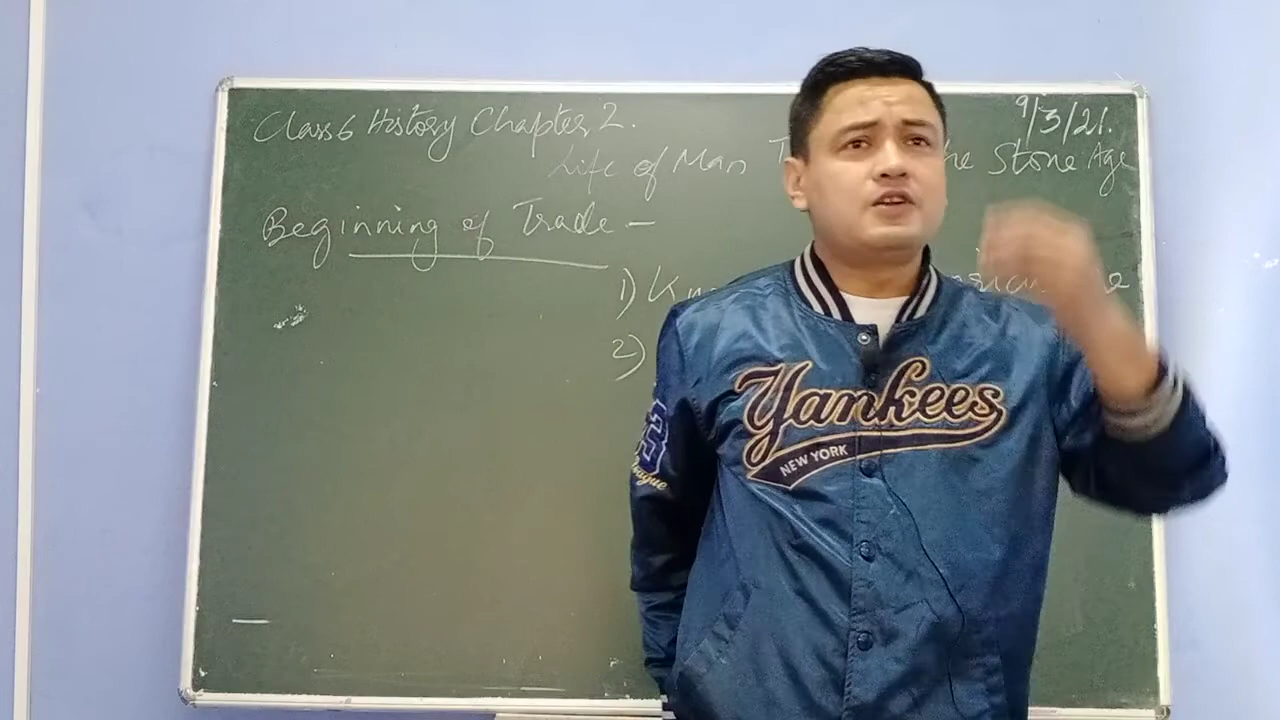 9/3/21.
Class 6 History Chapter 2.
Life of Man the Stone Age
Beginning of Trade -
1)
2)
Yankees
NEW YORK